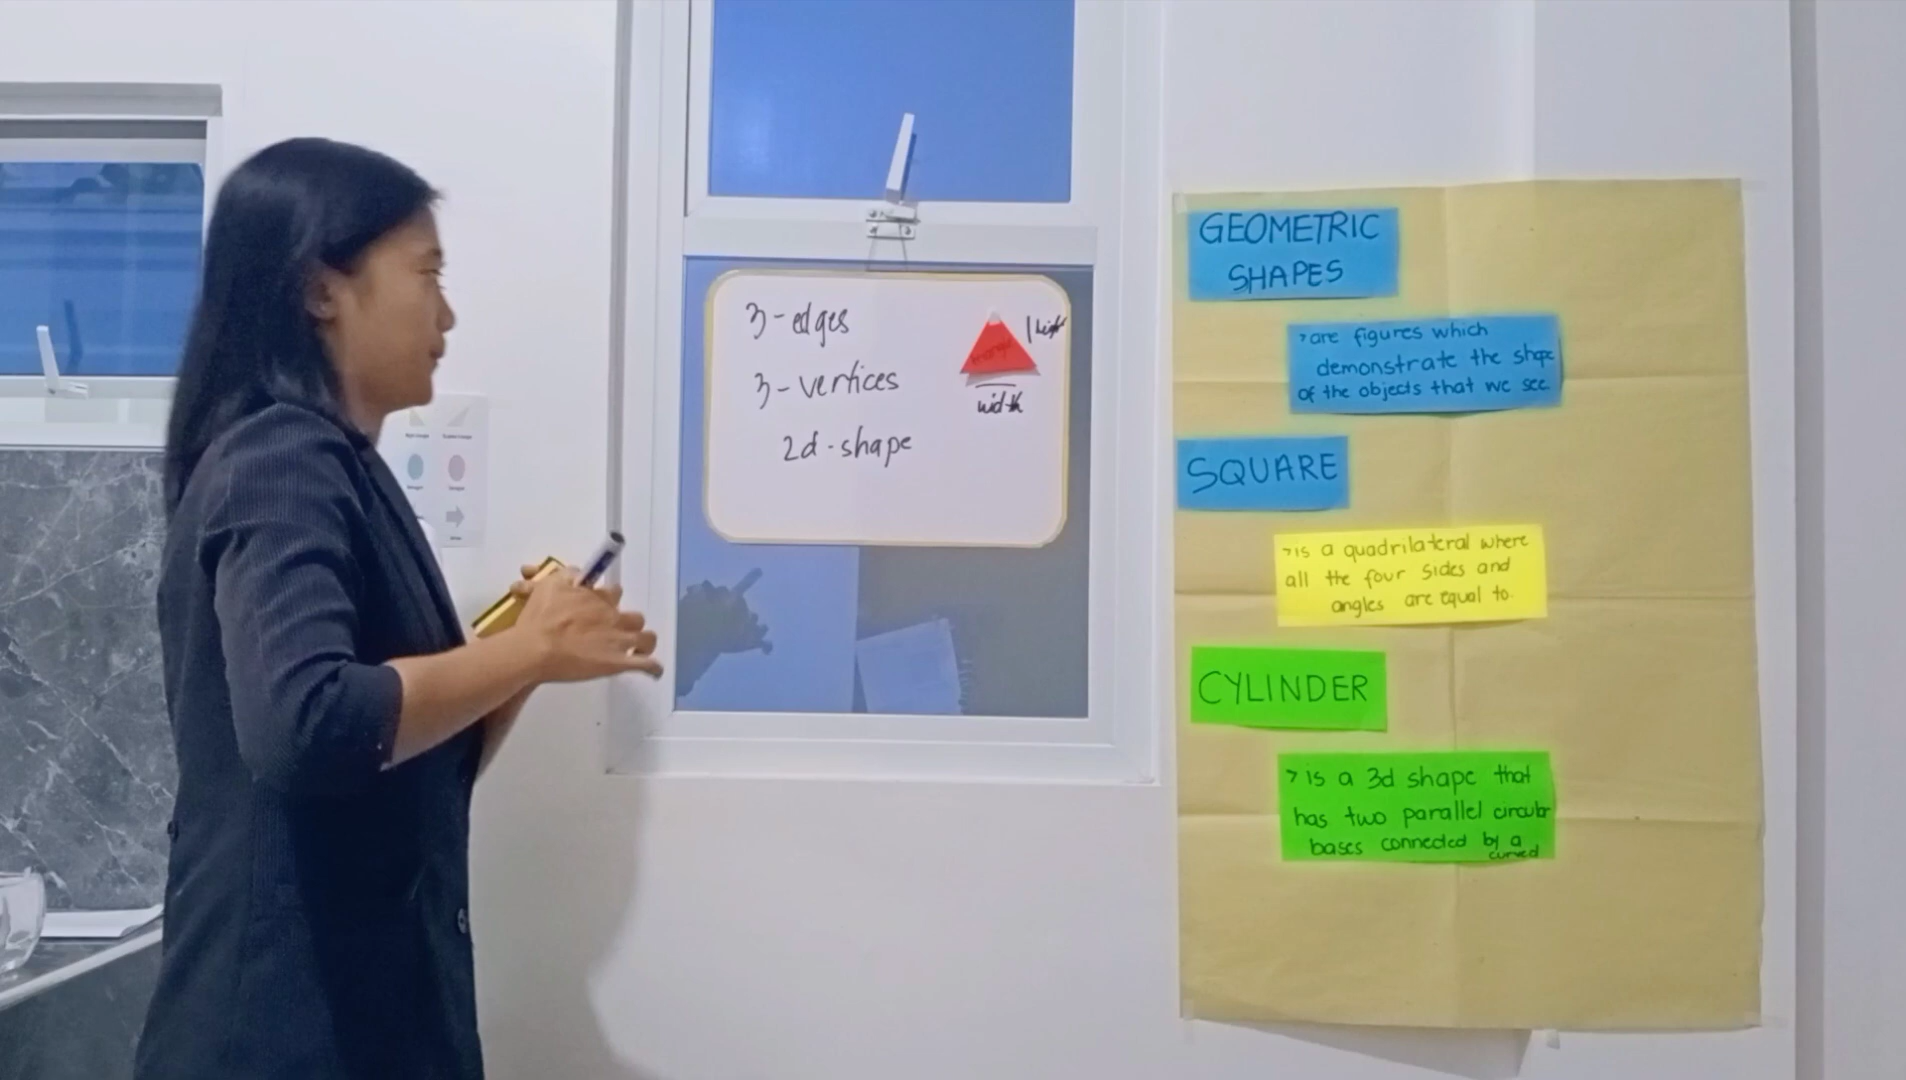 3-edges
3-vertices
2d-shape
width
GEOMETRIC
SHAPES
>are figures which
demonstrate the shape
of the objects that we see.
SQUARE
>is a quadrilateral where
all the four sides and
angles are equal to.
CYLINDER
>is a 3d shape that
has two parallel circular
bases connected by a
curved